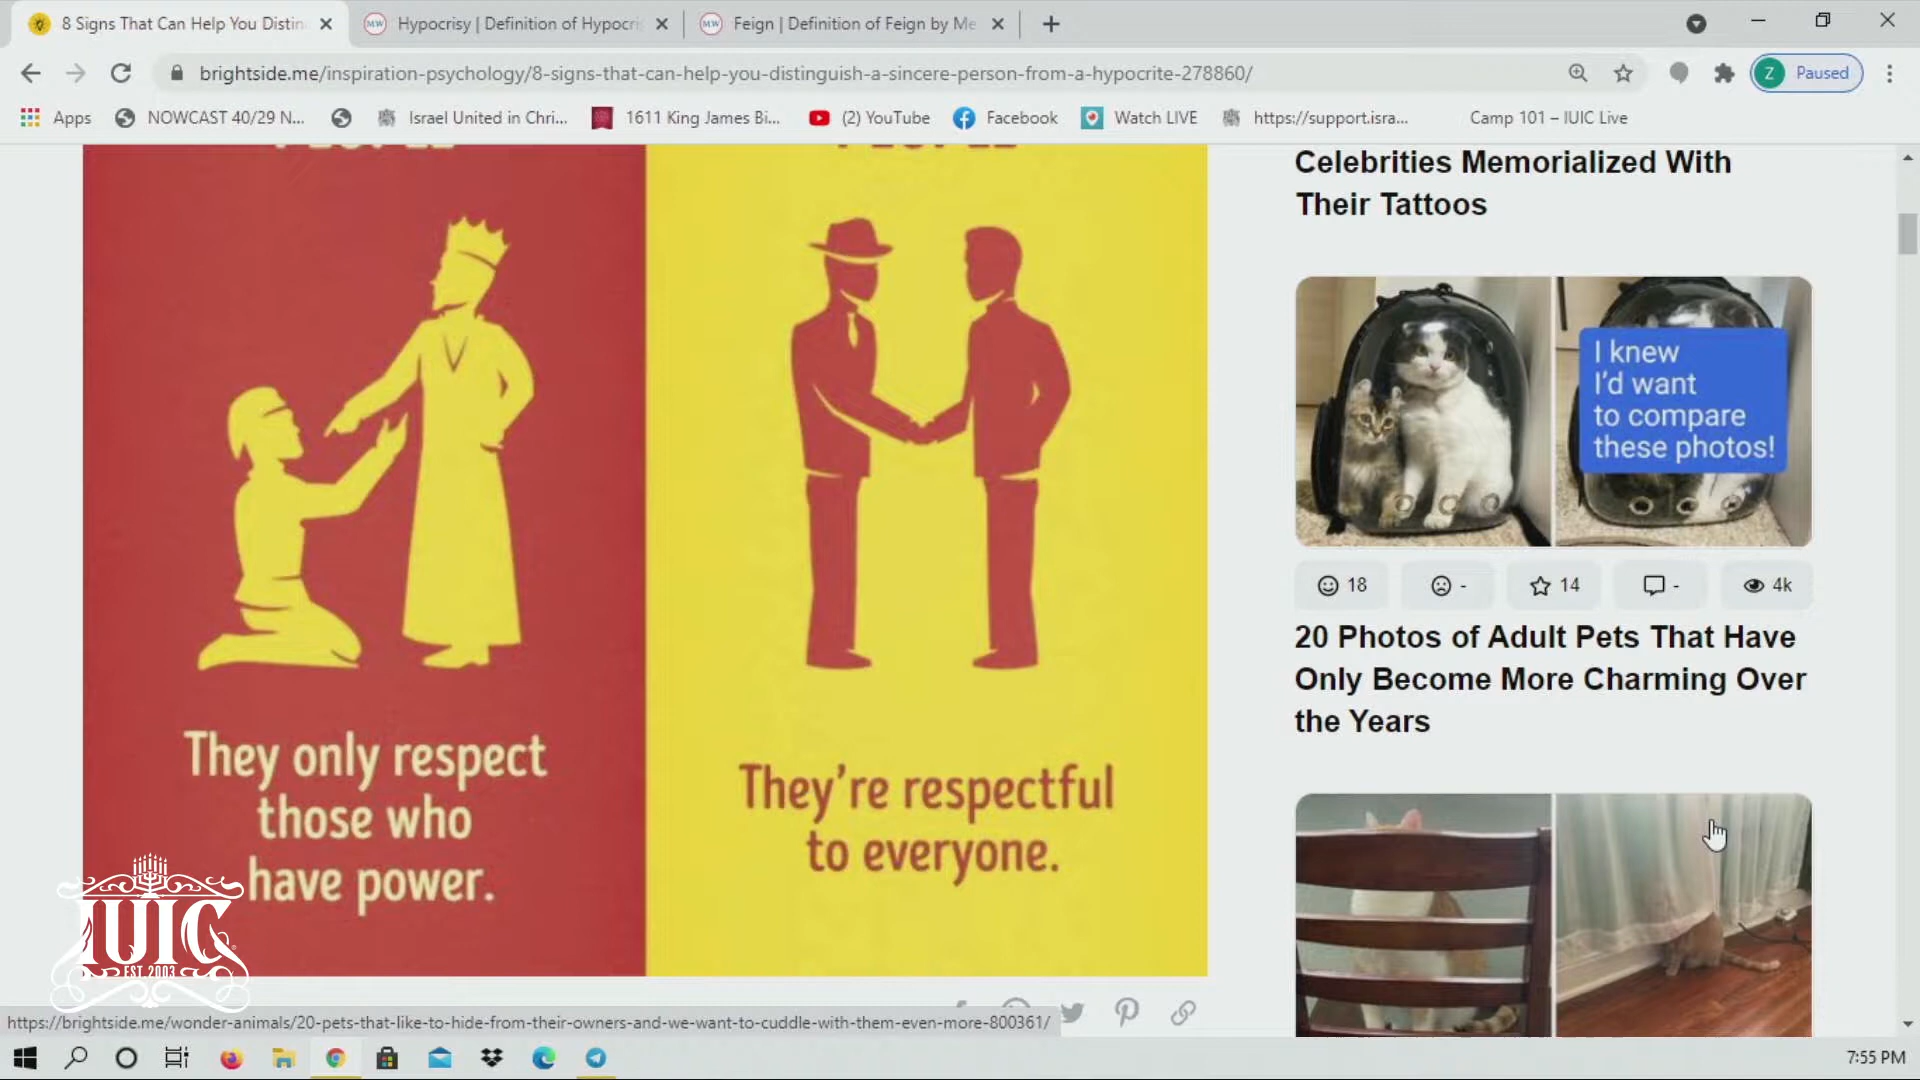 8 Signs That Can Help You Distin
Hypocrisy | Definition of Hypocri
Feign | Definition of Feign by Me
brightside.me/inspiration-psychology/8-signs-that-can-help-you-distinguish-a-sincere-person-from-a-hypocrite-278860/
Z Paused
Apps
NOWCAST 40/29 N...
Israel United in Chri...
1611 King James Bi...
(2) YouTube
Facebook
Watch LIVE
https://support.isra...
Camp 101 – IUIC Live
PEOPLE
PEOPLE
They only respect
those who
have power.
They're respectful
to everyone.
Celebrities Memorialized With
Their Tattoos
I knew
I'd want
to compare
these photos!
18
-
14
-
4k
20 Photos of Adult Pets That Have
Only Become More Charming Over
the Years
IUIC
EST. 2003
https://brightside.me/wonder-animals/20-pets-that-like-to-hide-from-their-owners-and-we-want-to-cuddle-with-them-even-more-800361/
7:55 PM